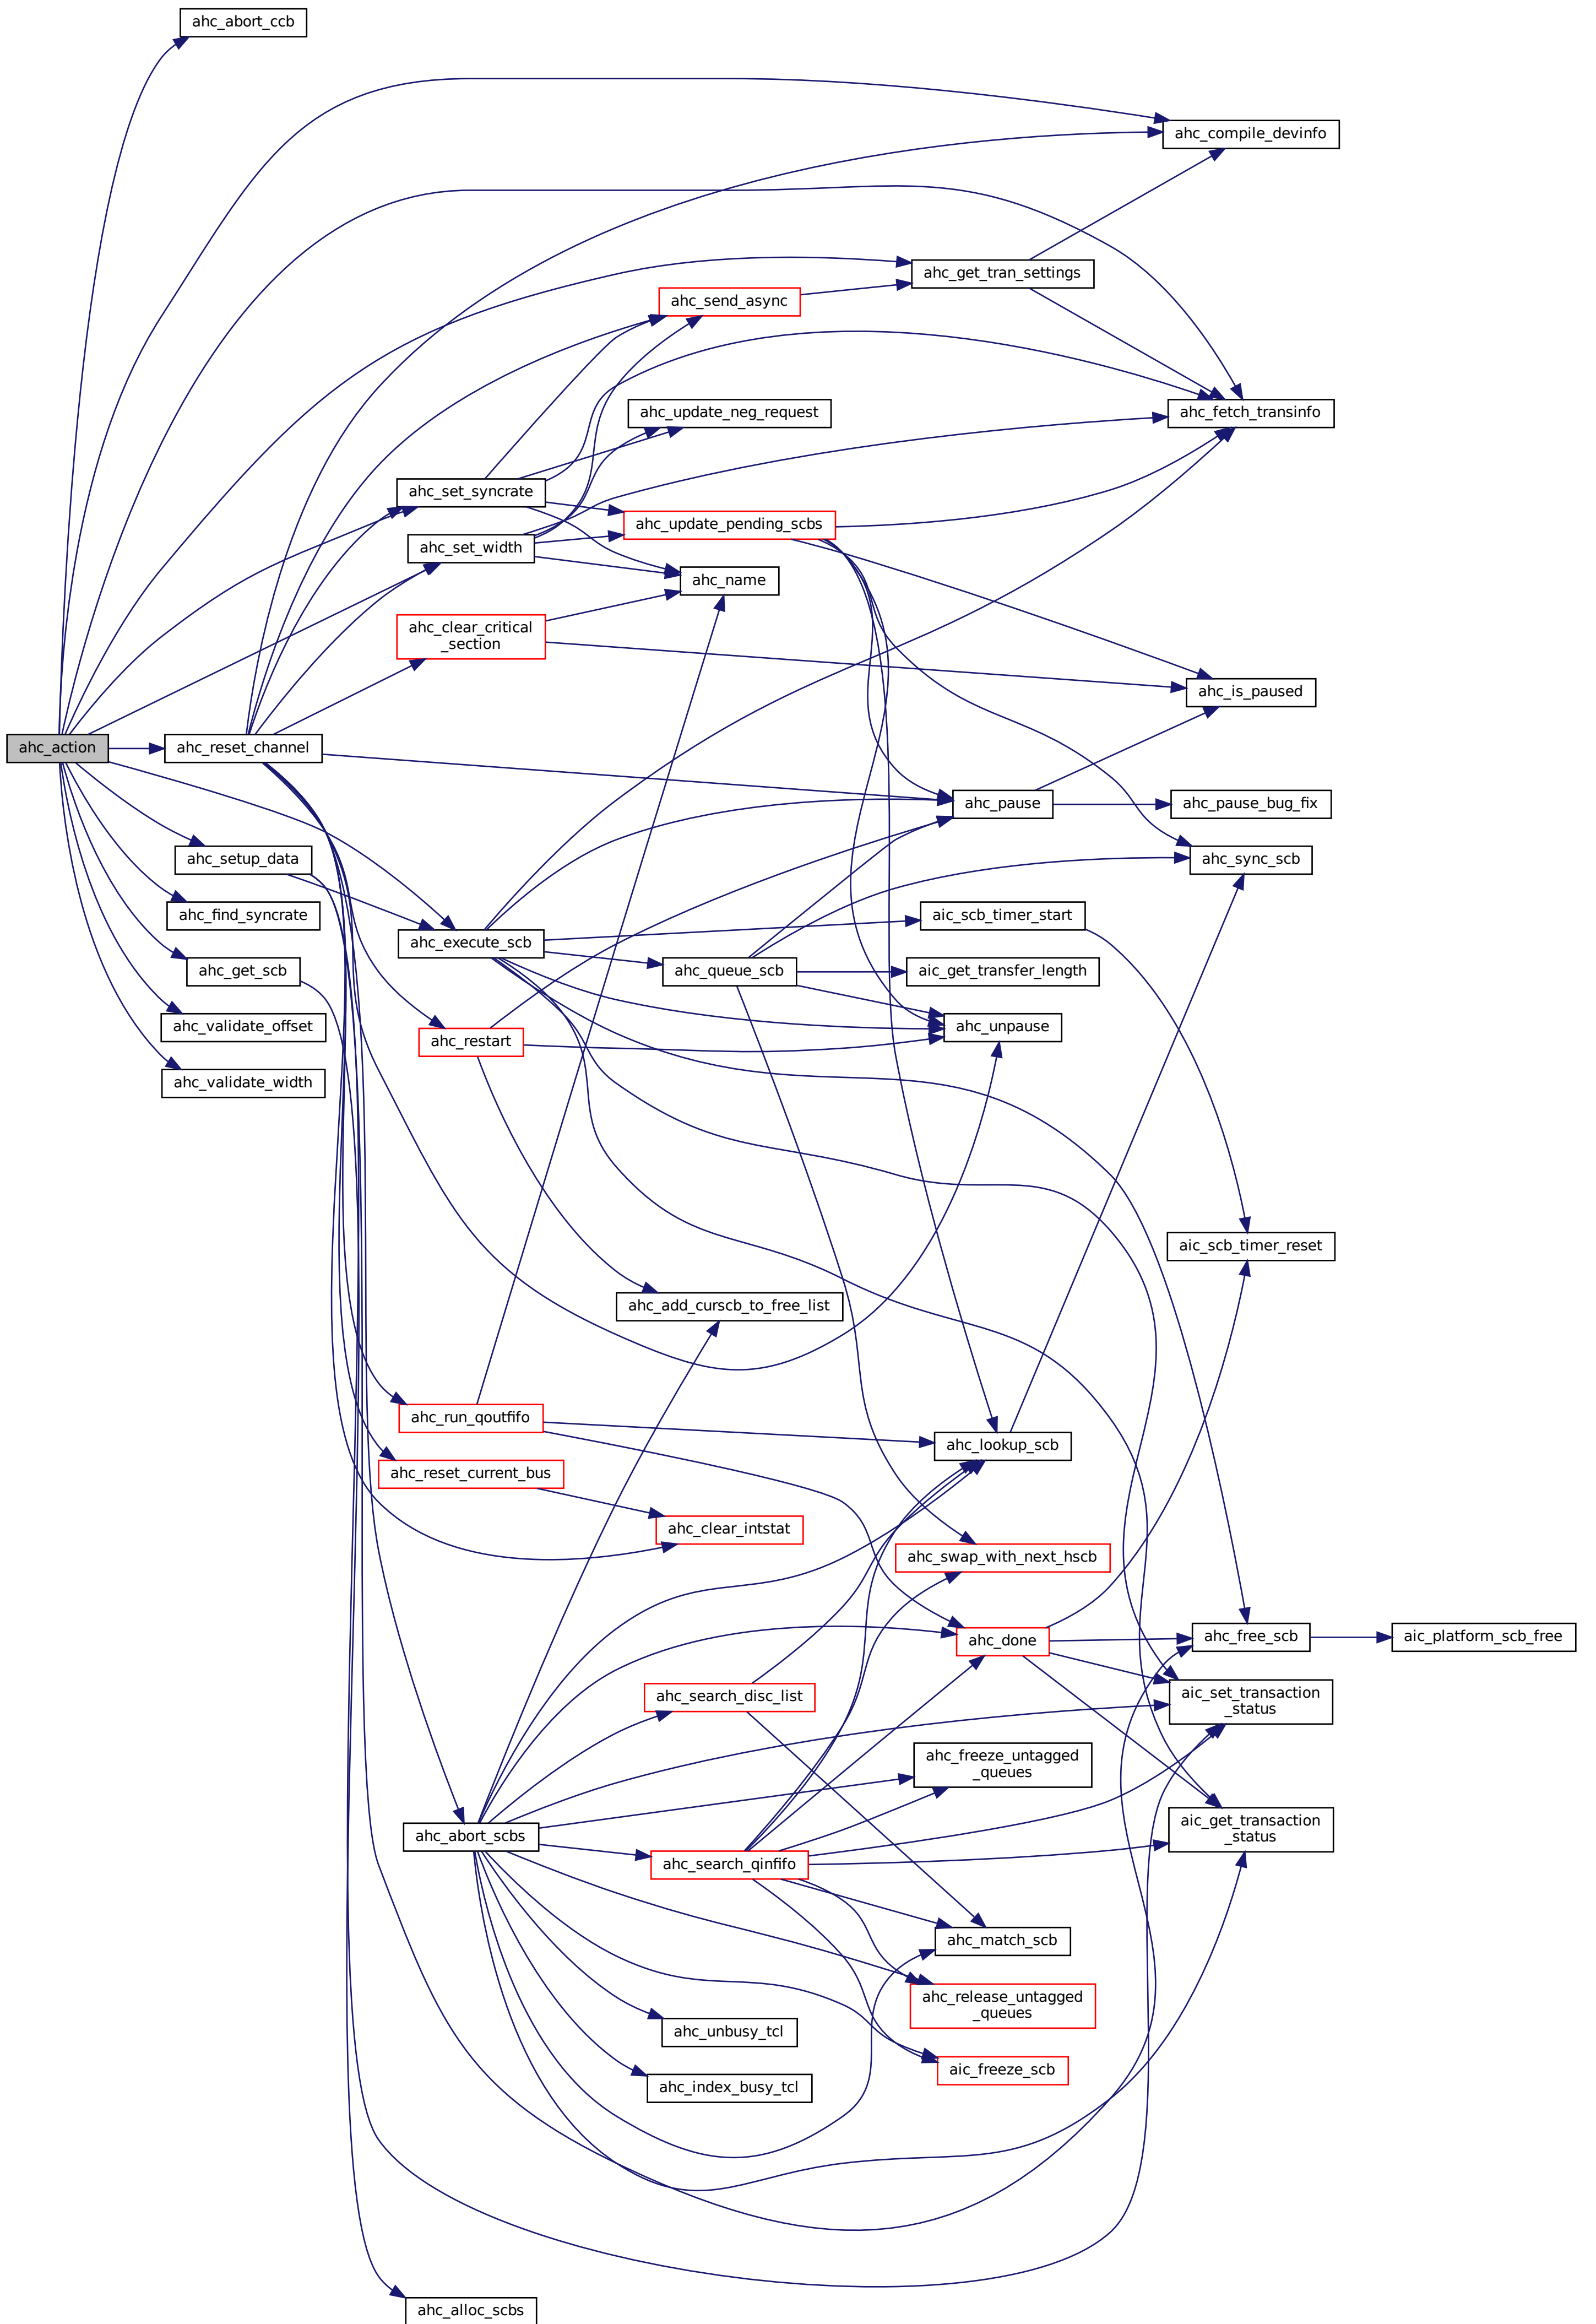 ahc_abort_ccb
ahc_compile_devinfo
ahc_get_tran_settings
ahc_send_async
ahc_update_neg_request
ahc_fetch_transinfo
ahc_set_syncrate
ahc_update_pending_scbs
ahc_set_width
ahc_name
ahc_clear_critical
_section
ahc_is_paused
ahc_action
ahc_reset_channel
ahc_pause
ahc_pause_bug_fix
ahc_setup_data
ahc_sync_scb
ahc_find_syncrate
aic_scb_timer_start
ahc_execute_scb
ahc_get_scb
ahc_queue_scb
aic_get_transfer_length
ahc_validate_offset
ahc_unpause
ahc_restart
ahc_validate_width
aic_scb_timer_reset
ahc_add_curscb_to_free_list
ahc_run_qoutfifo
ahc_lookup_scb
ahc_reset_current_bus
ahc_clear_intstat
ahc_swap_with_next_hscb
ahc_done
ahc_free_scb
aic_platform_scb_free
ahc_search_disc_list
aic_set_transaction
_status
ahc_freeze_untagged
_queues
ahc_abort_scbs
aic_get_transaction
_status
ahc_search_qinfifo
ahc_match_scb
ahc_release_untagged
_queues
ahc_unbusy_tcl
aic_freeze_scb
ahc_index_busy_tcl
ahc_alloc_scbs